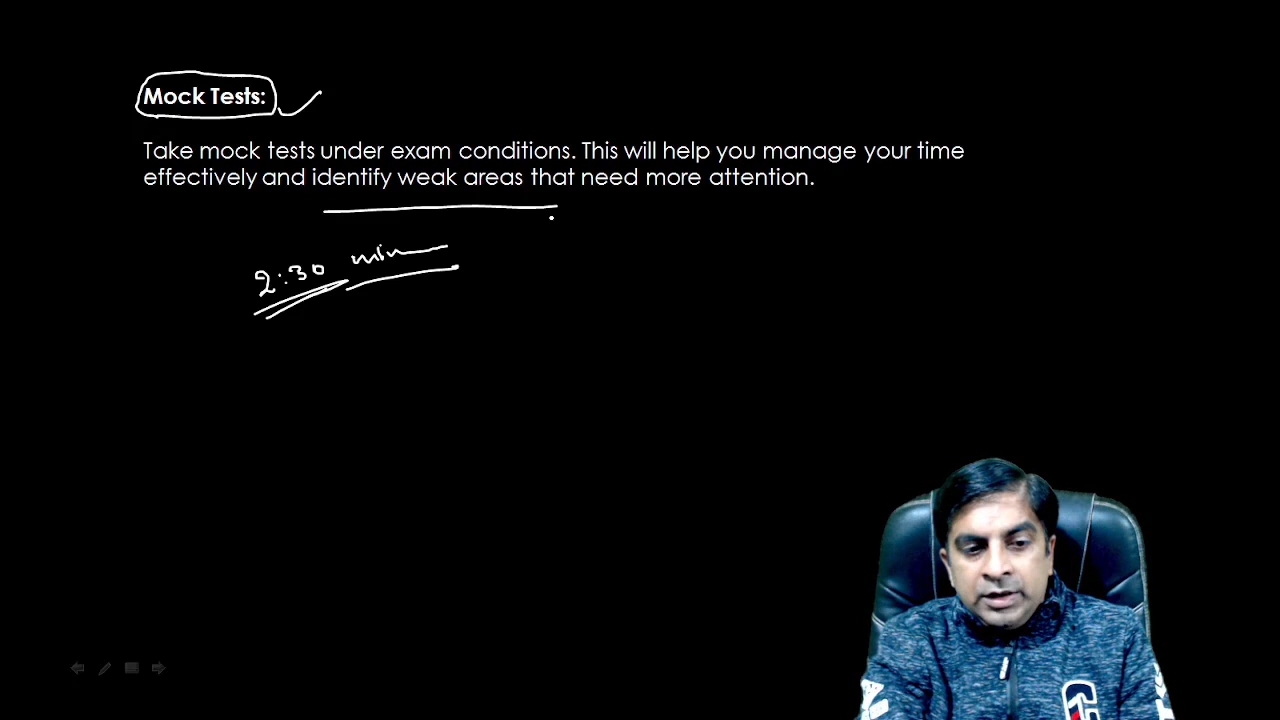 Mock Tests:
Take mock tests under exam conditions. This will help you manage your time
effectively and identify weak areas that need more attention.
2:30 min